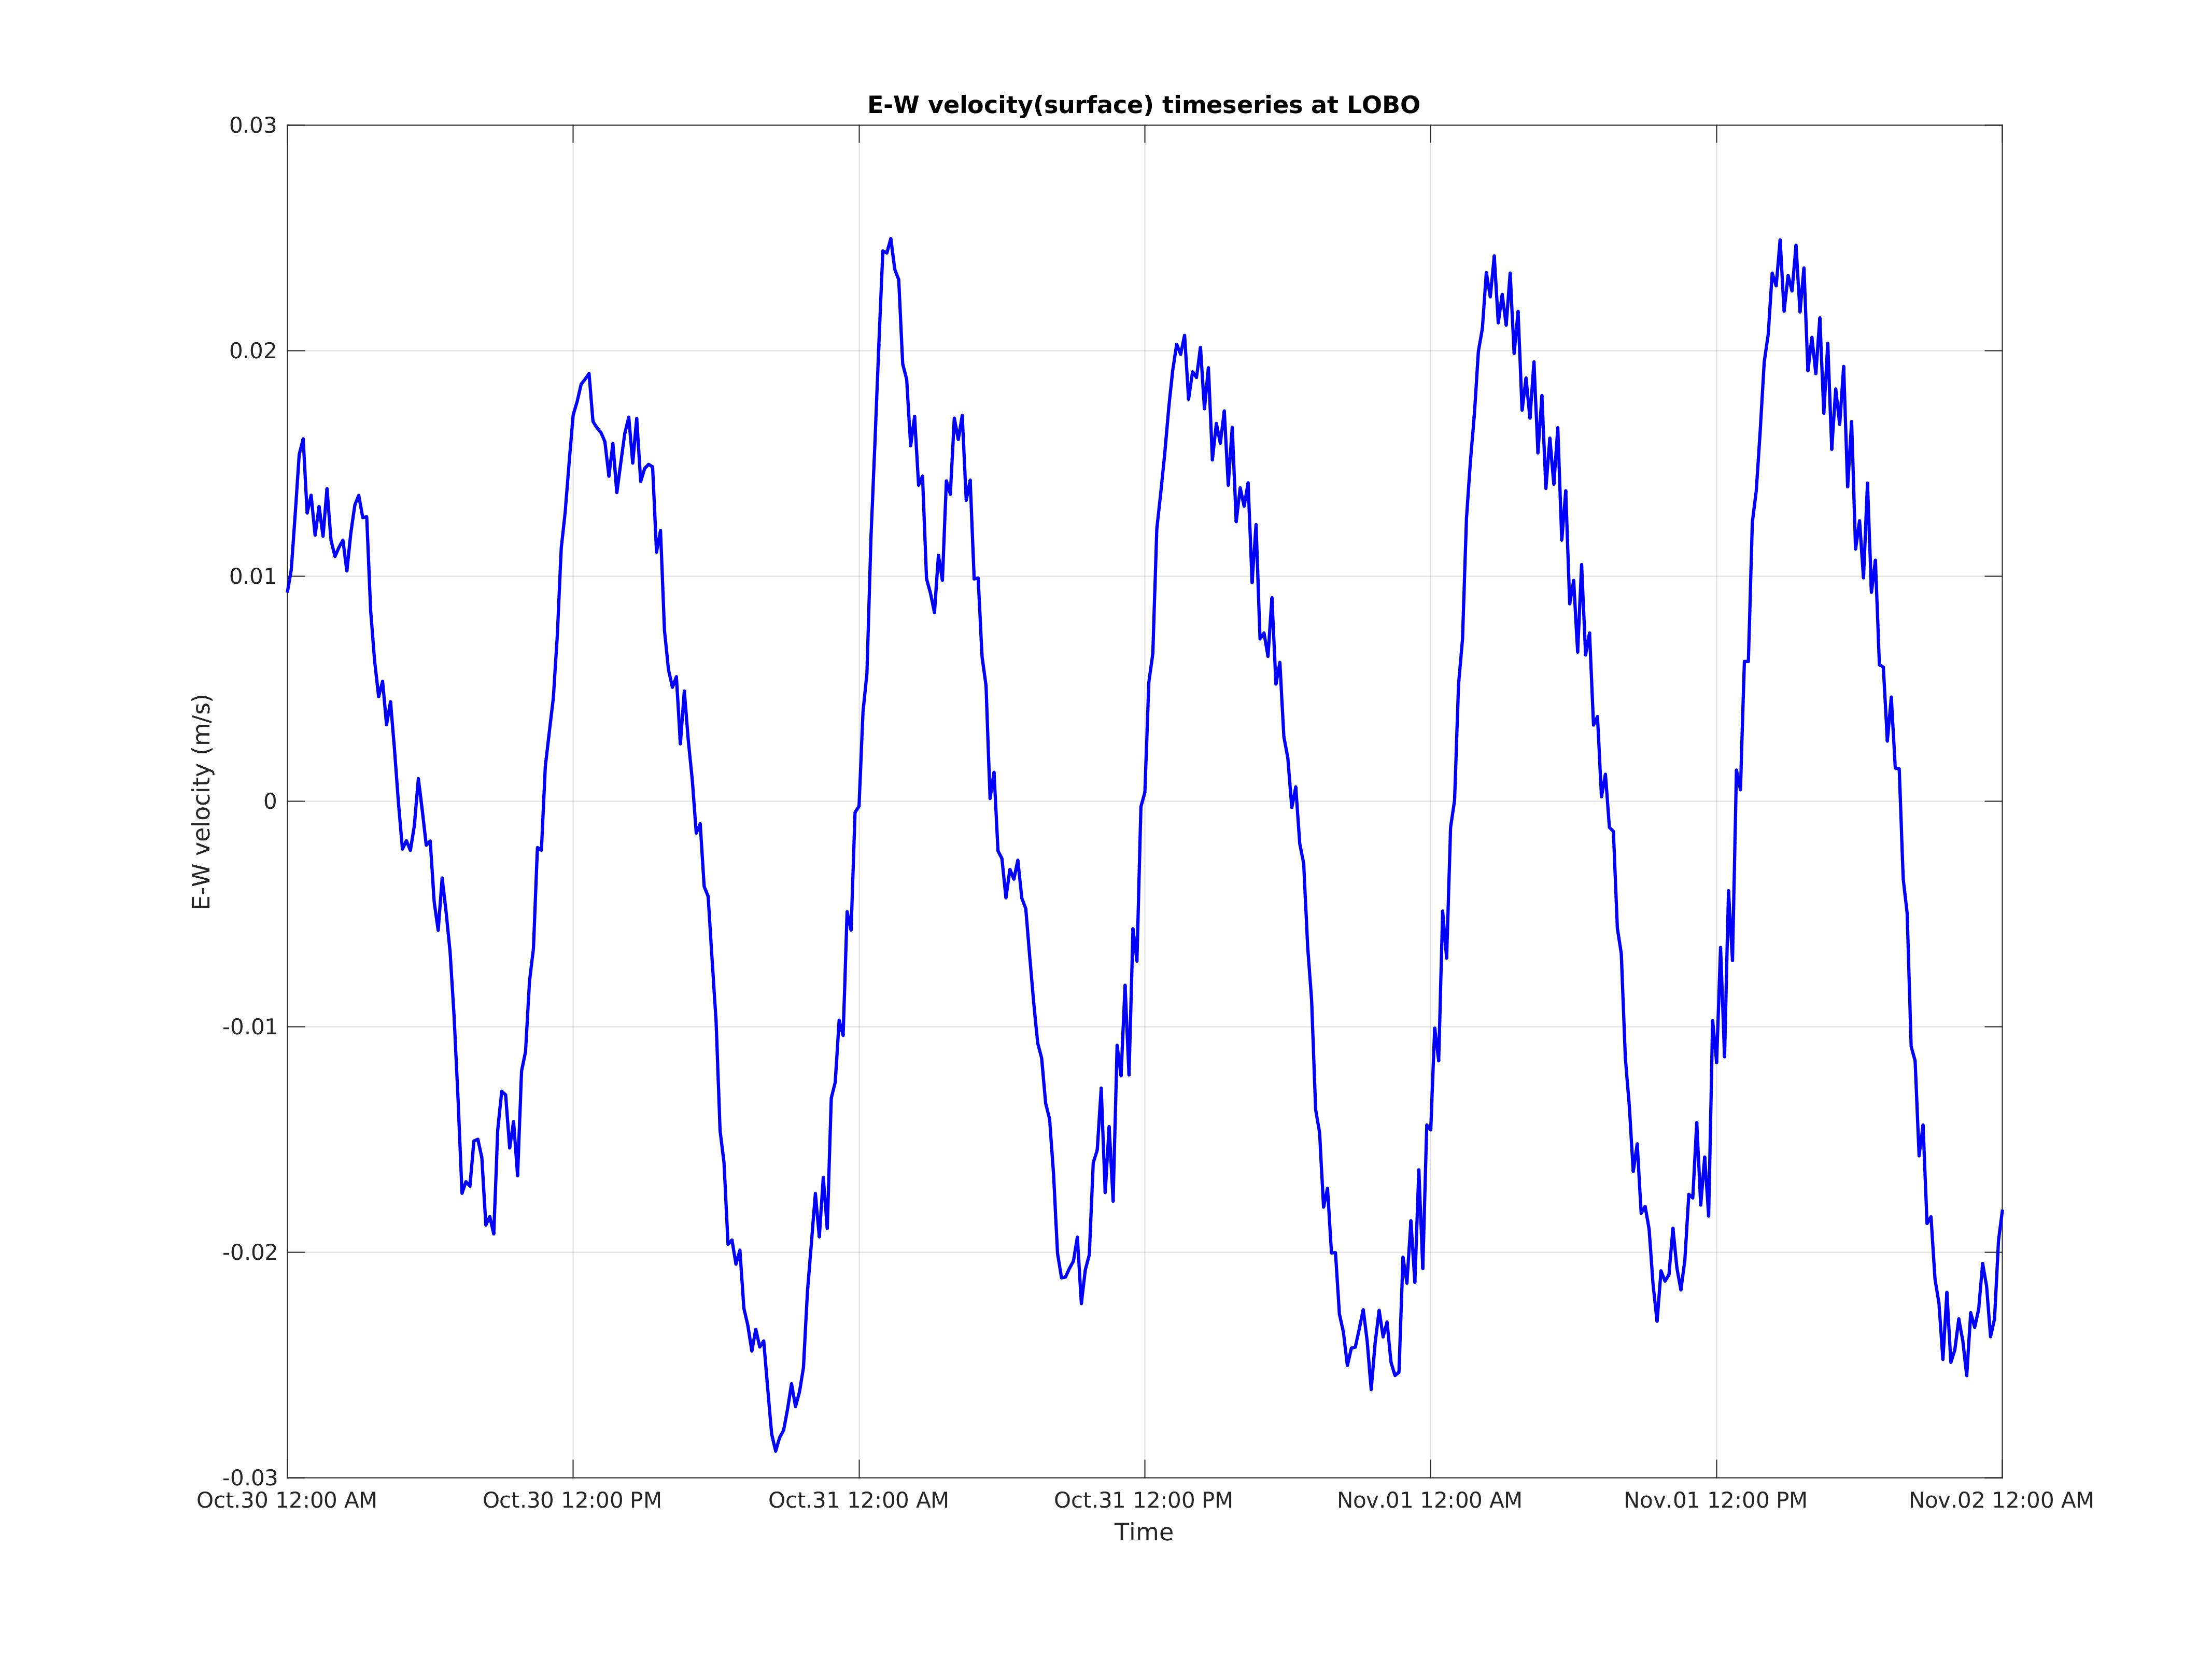 E-W velocity(surface) timeseries at LOBO
0.03
0.02
0.01
0
-0.01
-0.02
-0.03
E-W velocity (m/s)
Oct.30 12:00 AM Oct.30 12:00 PM Oct.31 12:00 AM Oct.31 12:00 PM Nov.01 12:00 AM Nov.01 12:00 PM Nov.02 12:00 AM
Time